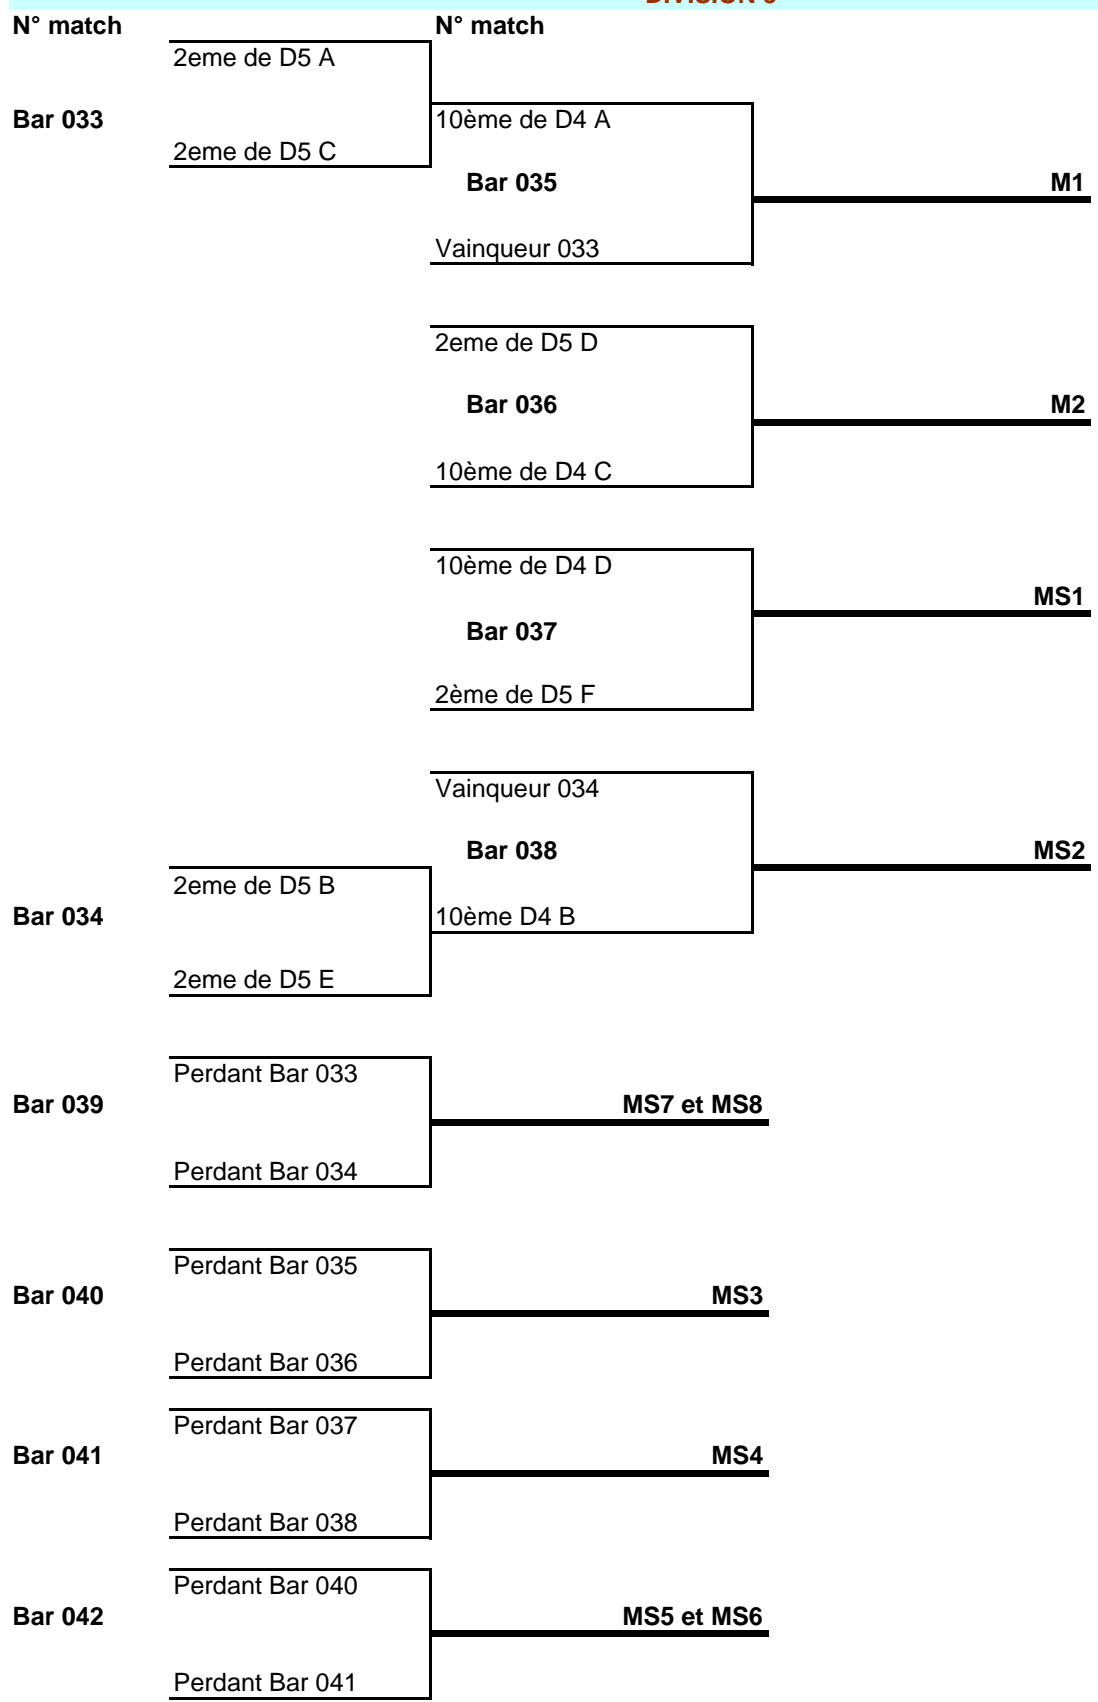 N° match N° match
2eme de D5 A
Bar 033 10ème de D4 A
2eme de D5 C
Bar 035 M1
Vainqueur 033
2eme de D5 D
Bar 036 M2
10ème de D4 C
10ème de D4 D
MS1
Bar 037
2ème de D5 F
Vainqueur 034
Bar 038 MS2
2eme de D5 B
Bar 034 10ème D4 B
2eme de D5 E
Perdant Bar 033
Bar 039 MS7 et MS8
Perdant Bar 034
Perdant Bar 035
Bar 040 MS3
Perdant Bar 036
Perdant Bar 037
Bar 041 MS4
Perdant Bar 038
Perdant Bar 040
Bar 042 MS5 et MS6
Perdant Bar 041